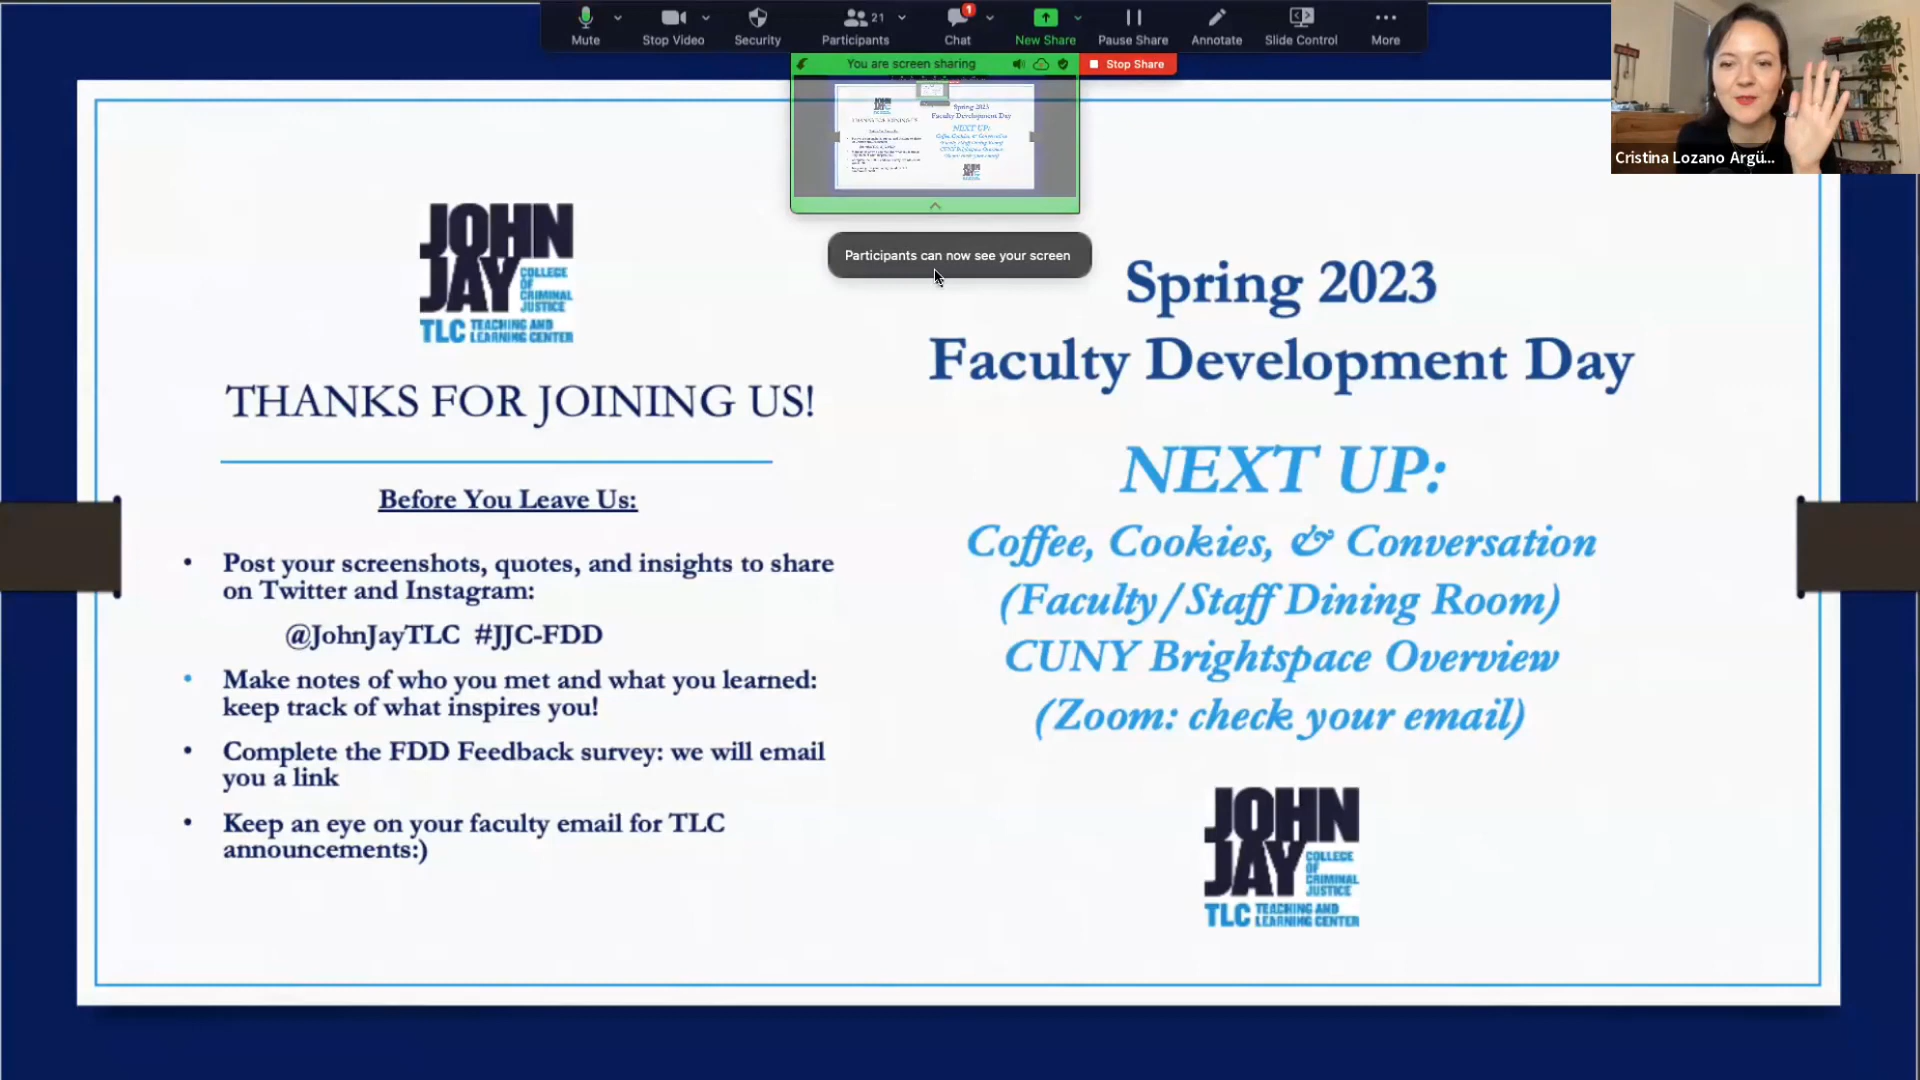 Mute
Stop Video
Security
Participants
21
Chat
1
New Share
Pause Share
Annotate
Slide Control
More
You are screen sharing
Stop Share
Cristina Lozano Argü...
Participants can now see your screen
JOHN
JAY
COLLEGE
OF
CRIMINAL
JUSTICE
TLC TEACHING AND
LEARNING CENTER
THANKS FOR JOINING US!
Before You Leave Us:
• Post your screenshots, quotes, and insights to share
on Twitter and Instagram:
@JohnJayTLC #JJC-FDD
• Make notes of who you met and what you learned:
keep track of what inspires you!
• Complete the FDD Feedback survey: we will email
you a link
• Keep an eye on your faculty email for TLC
announcements:)
Spring 2023
Faculty Development Day
NEXT UP:
Coffee, Cookies, & Conversation
(Faculty/Staff Dining Room)
CUNY Brightspace Overview
(Zoom: check your email)
JOHN
JAY
COLLEGE
OF
CRIMINAL
JUSTICE
TLC TEACHING AND
LEARNING CENTER